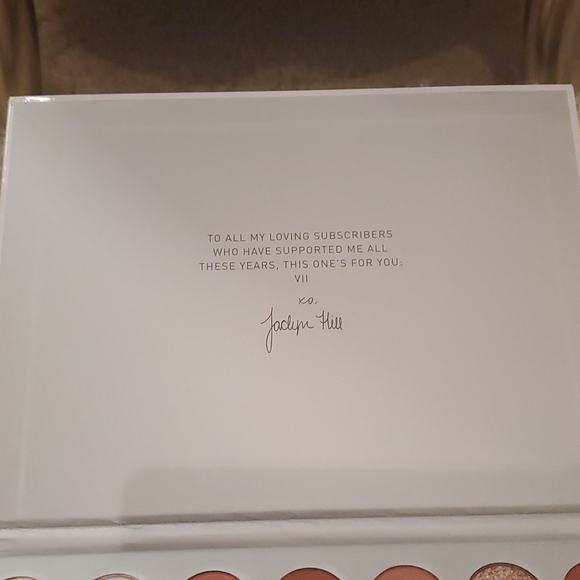 TO ALL MY LOVING SUBSCRIBERS
WHO HAVE SUPPORTED ME ALL
THESE YEARS, THIS ONE'S FOR YOU:
VII
xo,
Jaclyn Hill